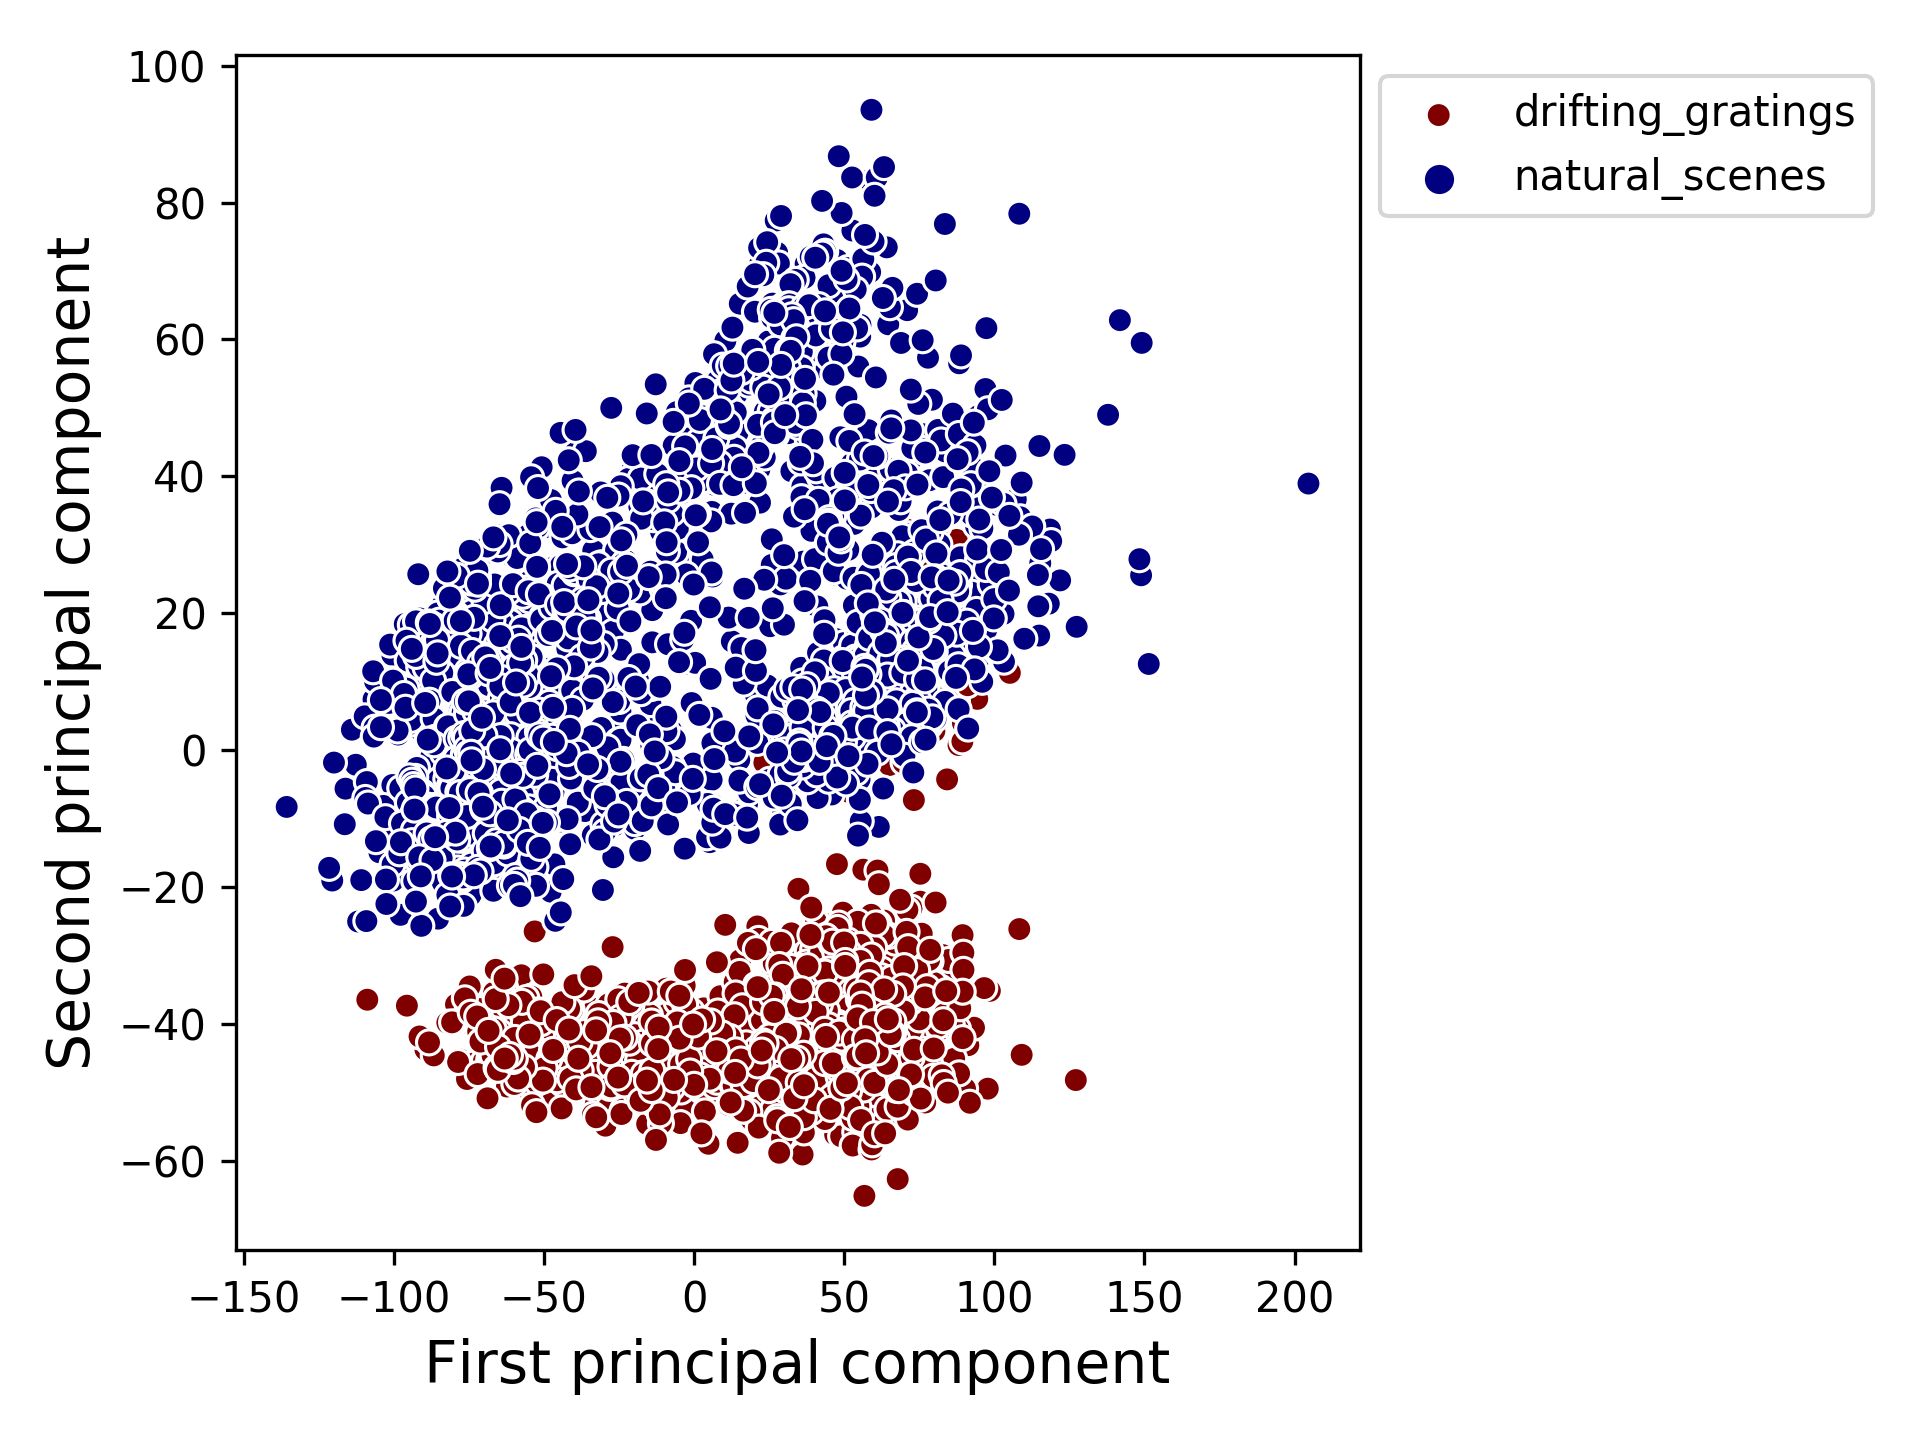 100
80
60
40
20
0
−20
−40
−60
Second principal component
−150 −100 −50 0 50 100 150 200
First principal component
drifting_gratings
natural_scenes